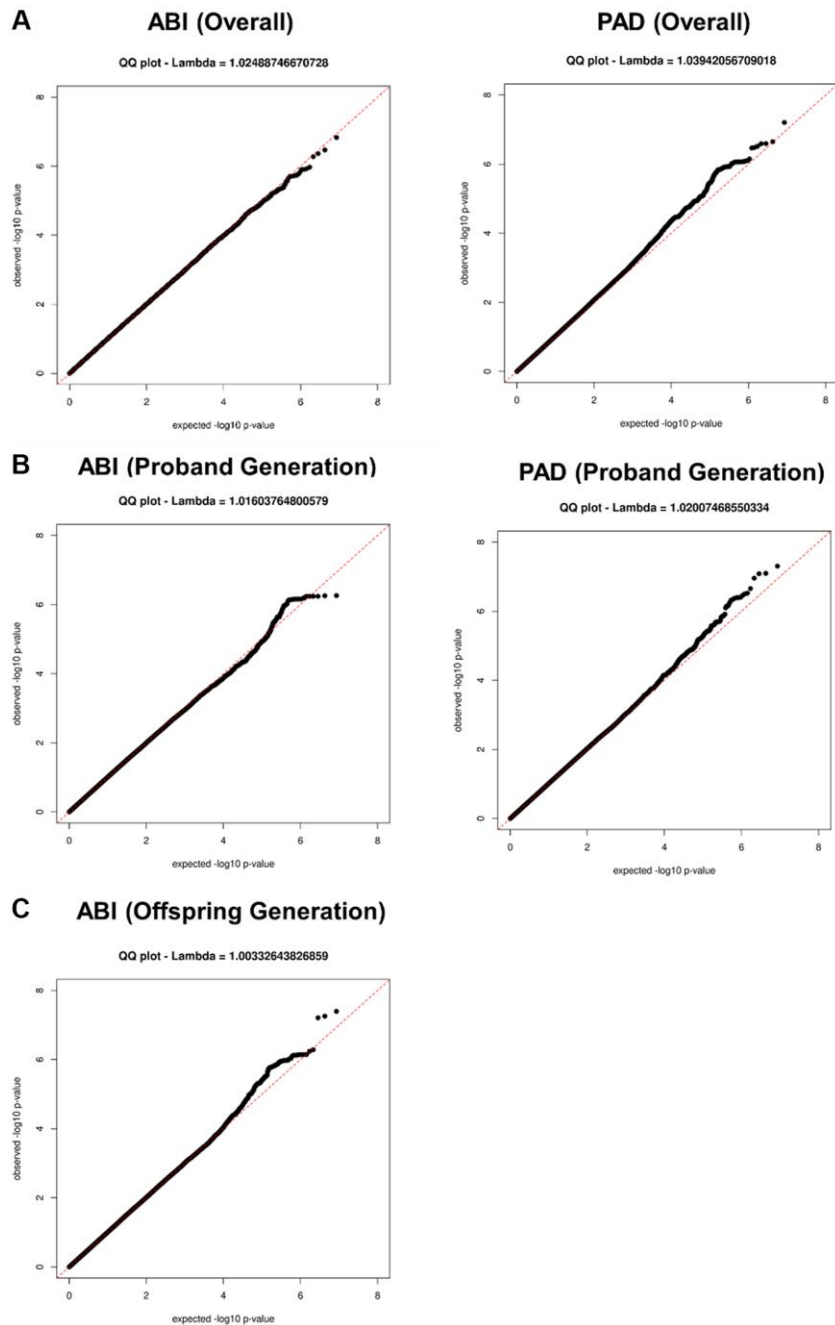 A
ABI (Overall)
PAD (Overall)
QQ plot - Lambda = 1.02488746670728
QQ plot - Lambda = 1.03942056709018
observed -log10 p-value
8
6
4
2
0
0 2 4 6 8
expected -log10 p-value
observed -log10 p-value
8
6
4
2
0
0 2 4 6 8
expected -log10 p-value
B
ABI (Proband Generation)
PAD (Proband Generation)
QQ plot - Lambda = 1.01603764800579
QQ plot - Lambda = 1.02007468550334
observed -log10 p-value
8
6
4
2
0
0 2 4 6 8
expected -log10 p-value
observed -log10 p-value
8
6
4
2
0
0 2 4 6 8
expected -log10 p-value
C
ABI (Offspring Generation)
QQ plot - Lambda = 1.00332643826859
observed -log10 p-value
8
6
4
2
0
0 2 4 6 8
expected -log10 p-value